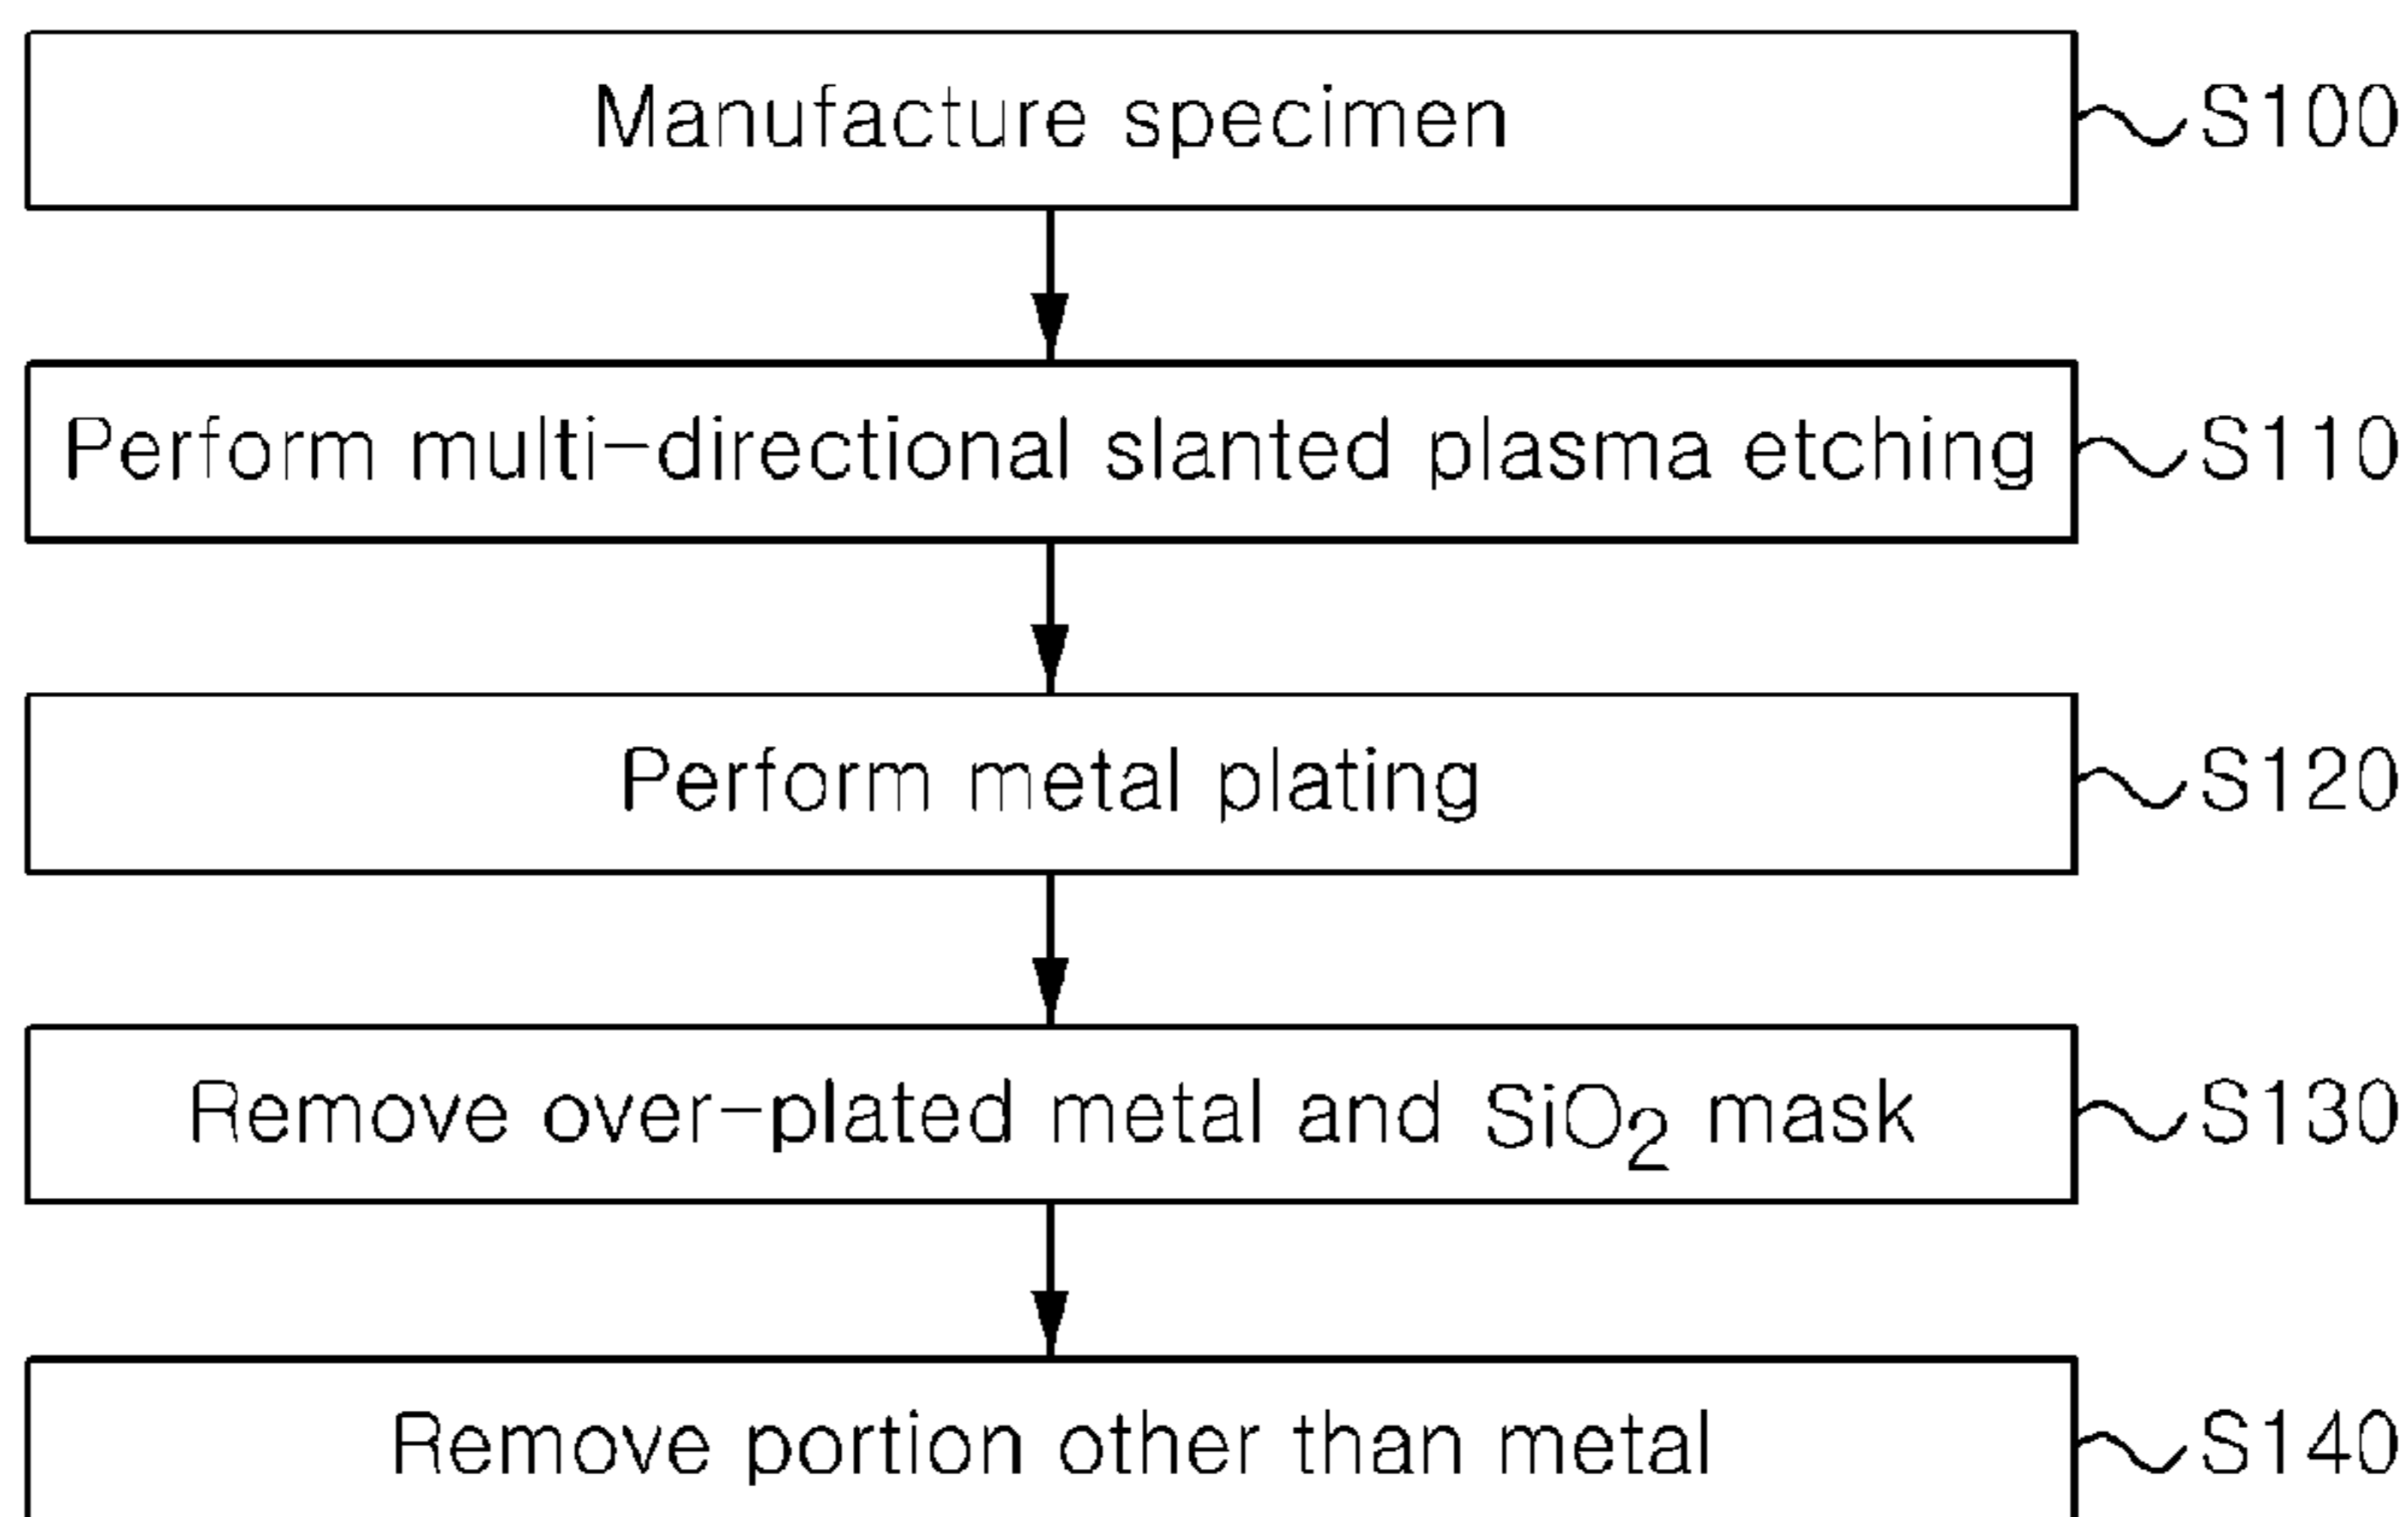 Manufacture specimen S100
Perform multi-directional slanted plasma etching S110
Perform metal plating S120
Remove over-plated metal and SiO2 mask S130
Remove portion other than metal S140